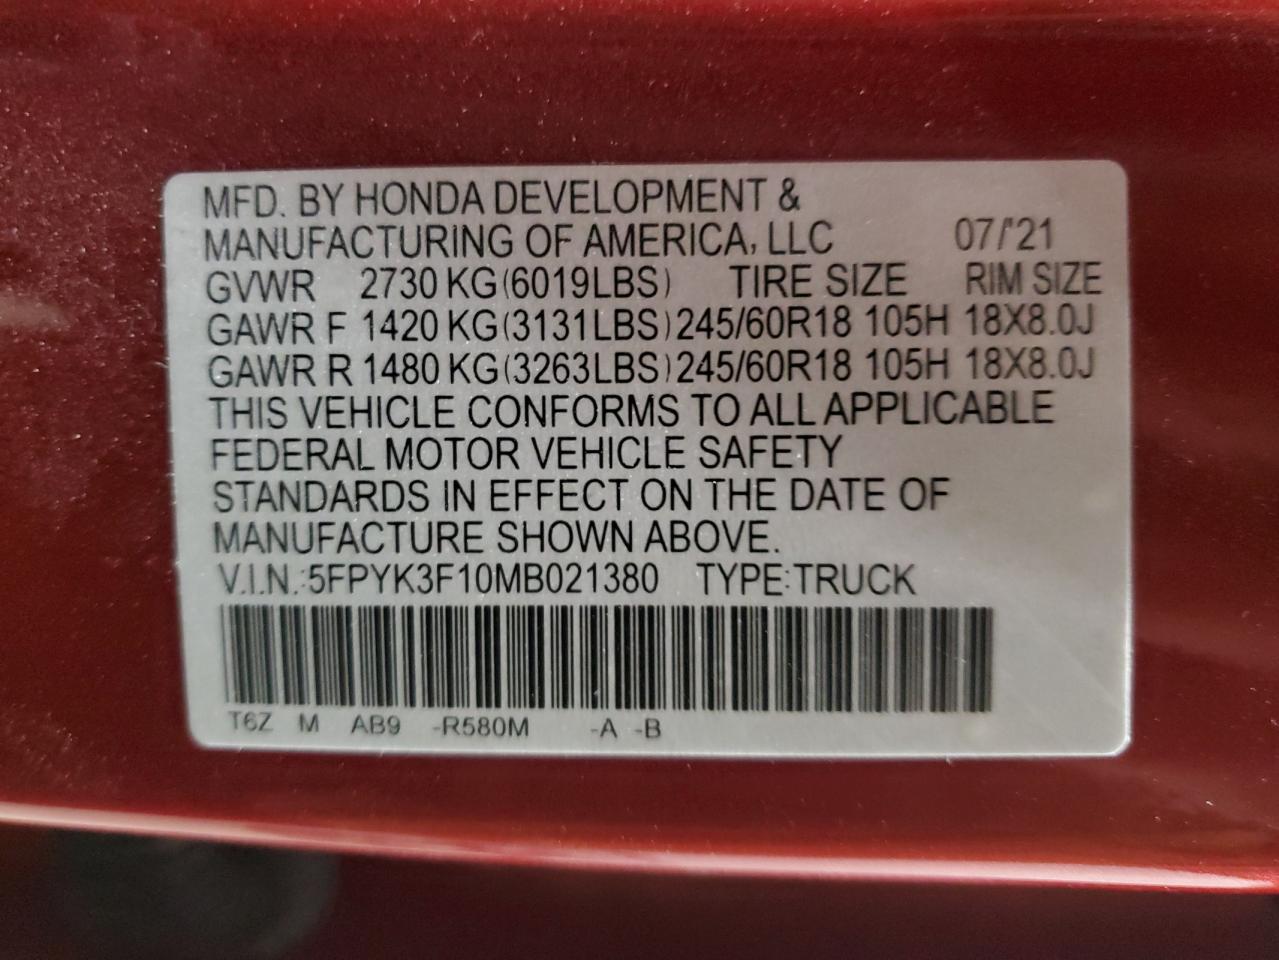 MFD. BY HONDA DEVELOPMENT &
MANUFACTURING OF AMERICA, LLC 07/'21
GVWR 2730 KG(6019LBS) TIRE SIZE RIM SIZE
GAWR F 1420 KG(3131LBS) 245/60R18 105H 18X8.0J
GAWR R 1480 KG(3263LBS) 245/60R18 105H 18X8.0J
THIS VEHICLE CONFORMS TO ALL APPLICABLE
FEDERAL MOTOR VEHICLE SAFETY
STANDARDS IN EFFECT ON THE DATE OF
MANUFACTURE SHOWN ABOVE.
V.I.N.:5FPYK3F10MB021380 TYPE:TRUCK
T6Z M AB9 -R580M -A -B